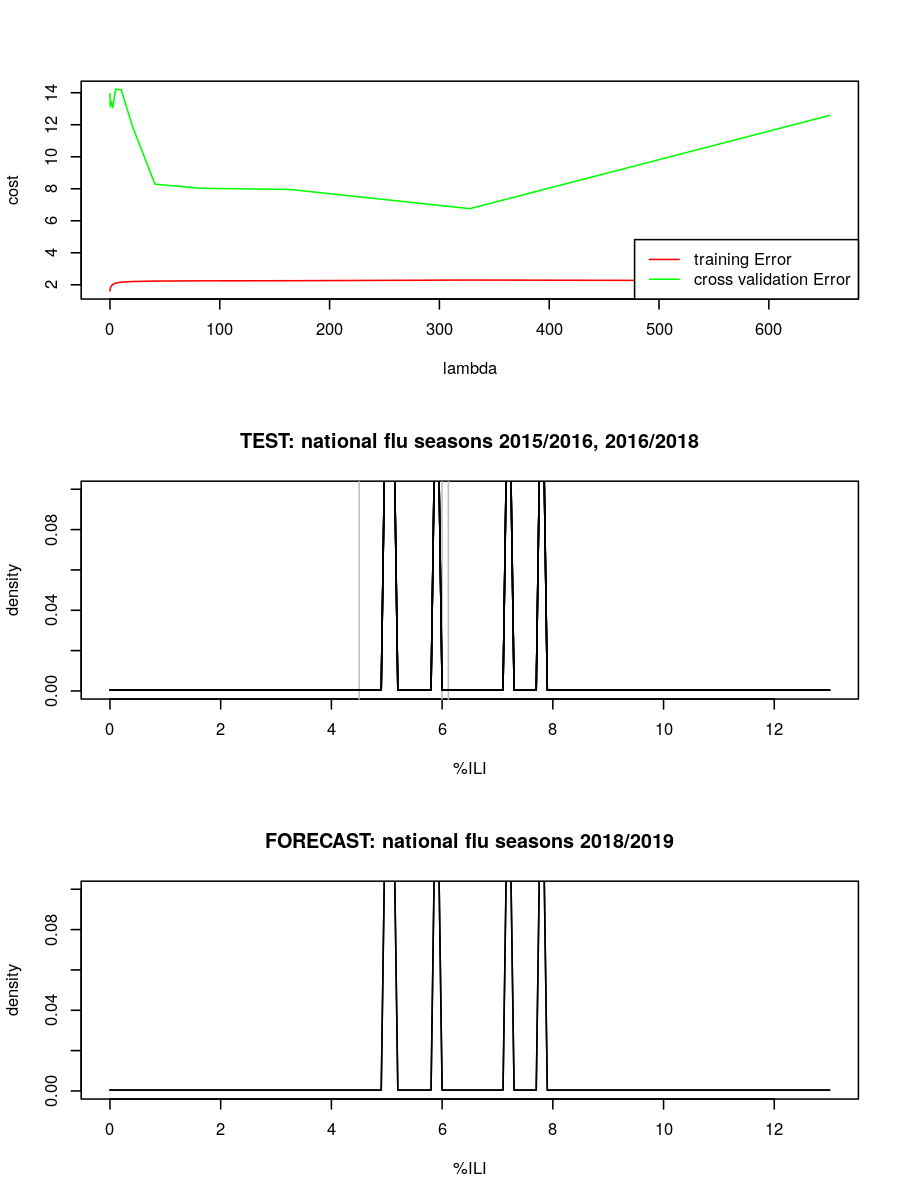 cost
14
12
10
8
6
4
2
training Error
cross validation Error
0 100 200 300 400 500 600
lambda
TEST: national flu seasons 2015/2016, 2016/2018
density
0.08
0.04
0.00
0 2 4 6 8 10 12
%ILI
FORECAST: national flu seasons 2018/2019
density
0.08
0.04
0.00
0 2 4 6 8 10 12
%ILI